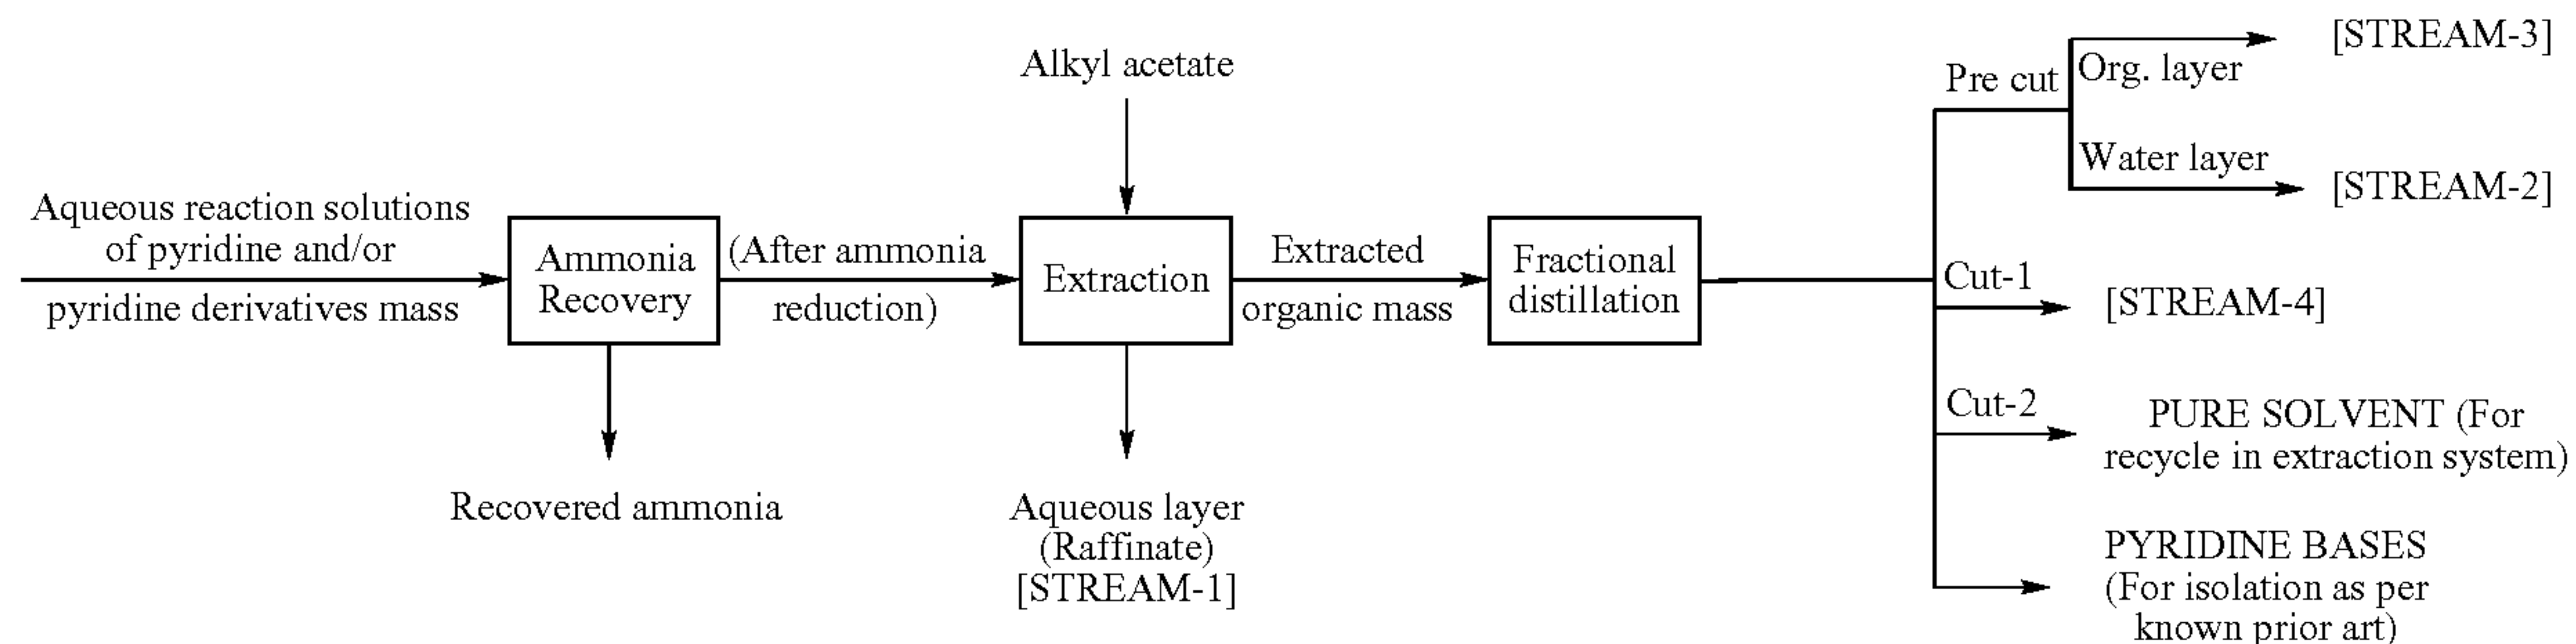 Aqueous reaction solutions
of pyridine and/or
pyridine derivatives mass
Ammonia
Recovery
Recovered ammonia
(After ammonia
reduction)
Alkyl acetate
Extraction
Aqueous layer
(Raffinate)
[STREAM-1]
Extracted
organic mass
Fractional
distillation
Pre cut
Org. layer
[STREAM-3]
Water layer
[STREAM-2]
Cut-1
[STREAM-4]
Cut-2
PURE SOLVENT (For
recycle in extraction system)
PYRIDINE BASES
(For isolation as per
known prior art)